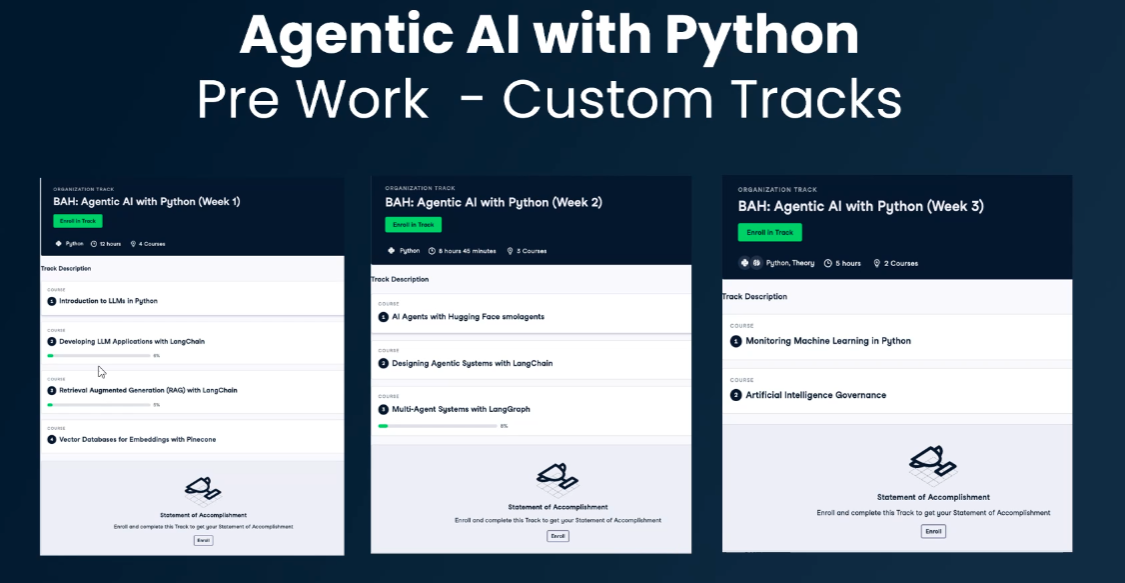 Agentic AI with Python
Pre Work - Custom Tracks
ORGANIZATION TRACK
BAH: Agentic AI with Python (Week 1)
Enroll in Track
Python 12 hours 4 Courses
Track Description
COURSE
1 Introduction to LLMs in Python
COURSE
2 Developing LLM Applications with LangChain
6%
COURSE
3 Retrieval Augmented Generation (RAG) with LangChain
5%
COURSE
4 Vector Databases for Embeddings with Pinecone
Statement of Accomplishment
Enroll and complete this Track to get your Statement of Accomplishment
Enroll
ORGANIZATION TRACK
BAH: Agentic AI with Python (Week 2)
Enroll in Track
Python 8 hours 45 minutes 3 Courses
Track Description
COURSE
1 AI Agents with Hugging Face smolagents
COURSE
2 Designing Agentic Systems with LangChain
COURSE
3 Multi-Agent Systems with LangGraph
8%
Statement of Accomplishment
Enroll and complete this Track to get your Statement of Accomplishment
Enroll
ORGANIZATION TRACK
BAH: Agentic AI with Python (Week 3)
Enroll in Track
Python, Theory 5 hours 2 Courses
Track Description
COURSE
1 Monitoring Machine Learning in Python
COURSE
2 Artificial Intelligence Governance
Statement of Accomplishment
Enroll and complete this Track to get your Statement of Accomplishment
Enroll